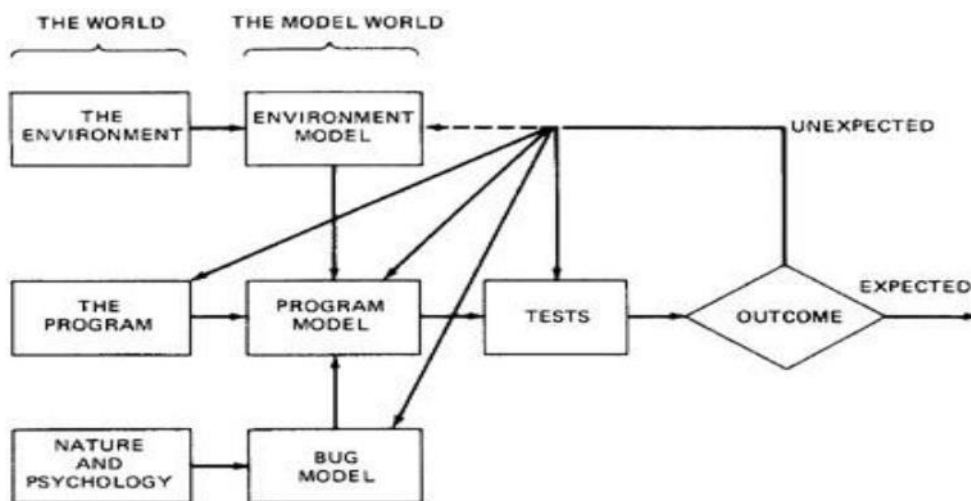 THE WORLD
THE MODEL WORLD
THE
ENVIRONMENT
ENVIRONMENT
MODEL
UNEXPECTED
THE
PROGRAM
PROGRAM
MODEL
TESTS
OUTCOME
EXPECTED
NATURE
AND
PSYCHOLOGY
BUG
MODEL